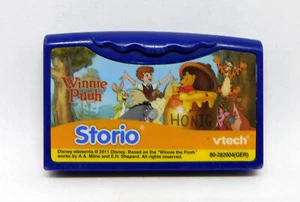 Winnie
Puuh
HONIG
Storio
vtech
Disney elements © 2011 Disney. Based on the "Winnie the Pooh"
works by A.A. Milne and E.H. Shepard. All rights reserved.
80-282004(GER)